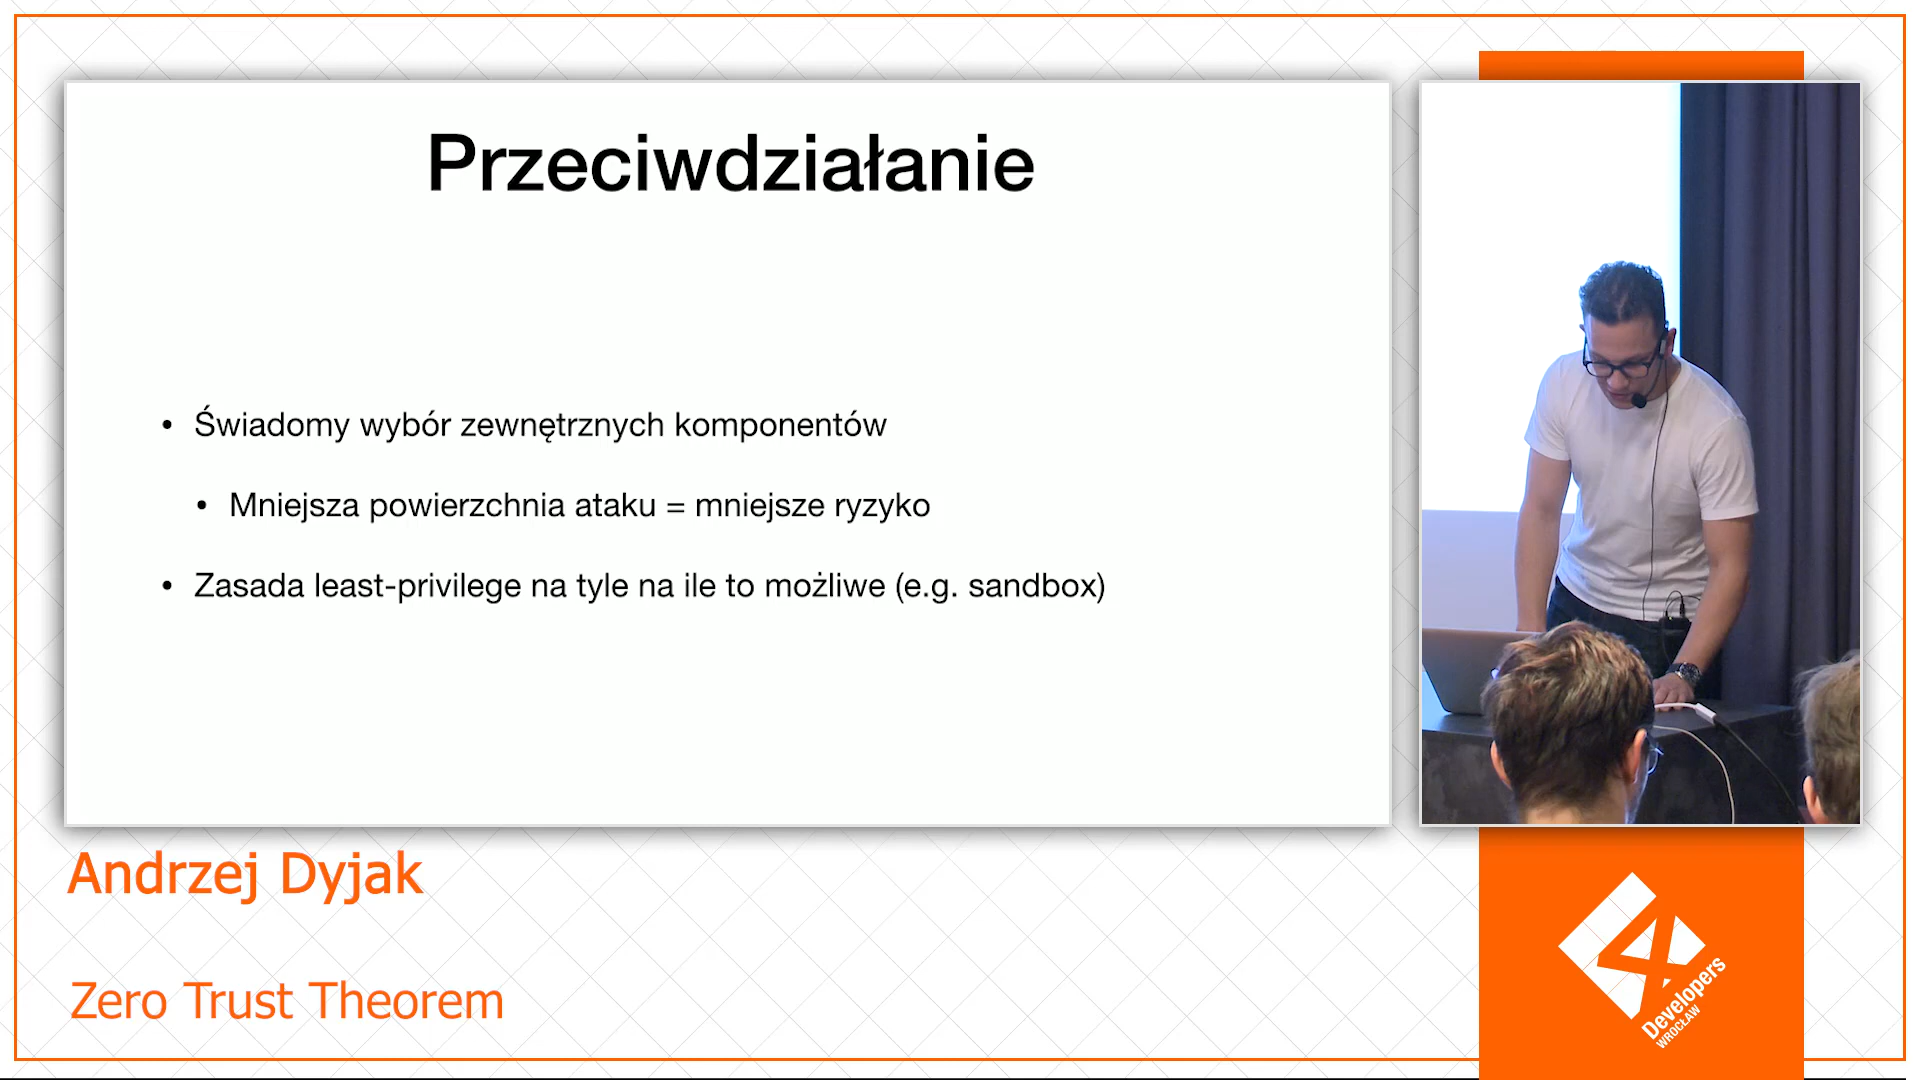 Przeciwdziałanie
• Świadomy wybór zewnętrznych komponentów
• Mniejsza powierzchnia ataku = mniejsze ryzyko
• Zasada least-privilege na tyle na ile to możliwe (e.g. sandbox)
Andrzej Dyjak
Zero Trust Theorem
4
Developers
WROCŁAW